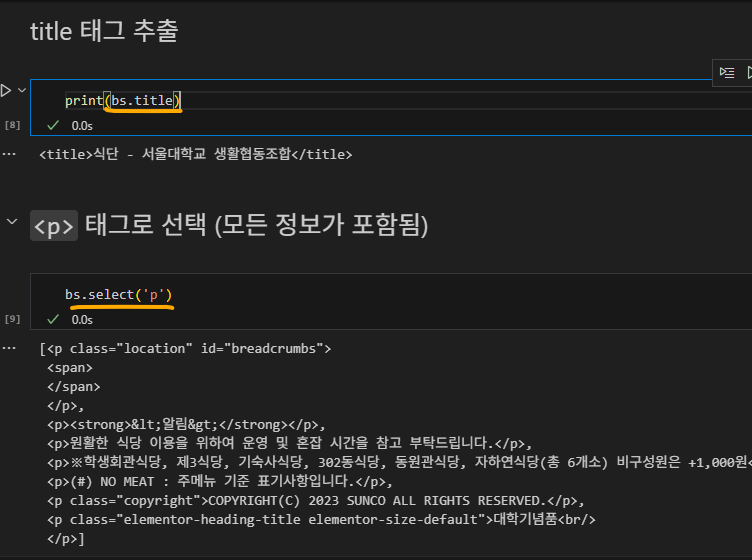 title 태그 추출
print(bs.title)
[8]
0.0s
<title>식단 - 서울대학교 생활협동조합</title>
<p> 태그로 선택 (모든 정보가 포함됨)
bs.select('p')
[9]
0.0s
[<p class="location" id="breadcrumbs">
<span>
</span>
</p>,
<p><strong>&lt;알림&gt;</strong></p>,
<p>원활한 식당 이용을 위하여 운영 및 혼잡 시간을 참고 부탁드립니다.</p>,
<p>※학생회관식당, 제3식당, 기숙사식당, 302동식당, 동원관식당, 자하연식당(총 6개소) 비구성원은 +1,000원<
<p>(#) NO MEAT : 주메뉴 기준 표기사항입니다.</p>,
<p class="copyright">COPYRIGHT(C) 2023 SUNCO ALL RIGHTS RESERVED.</p>,
<p class="elementor-heading-title elementor-size-default">대학기념품<br/>
</p>]